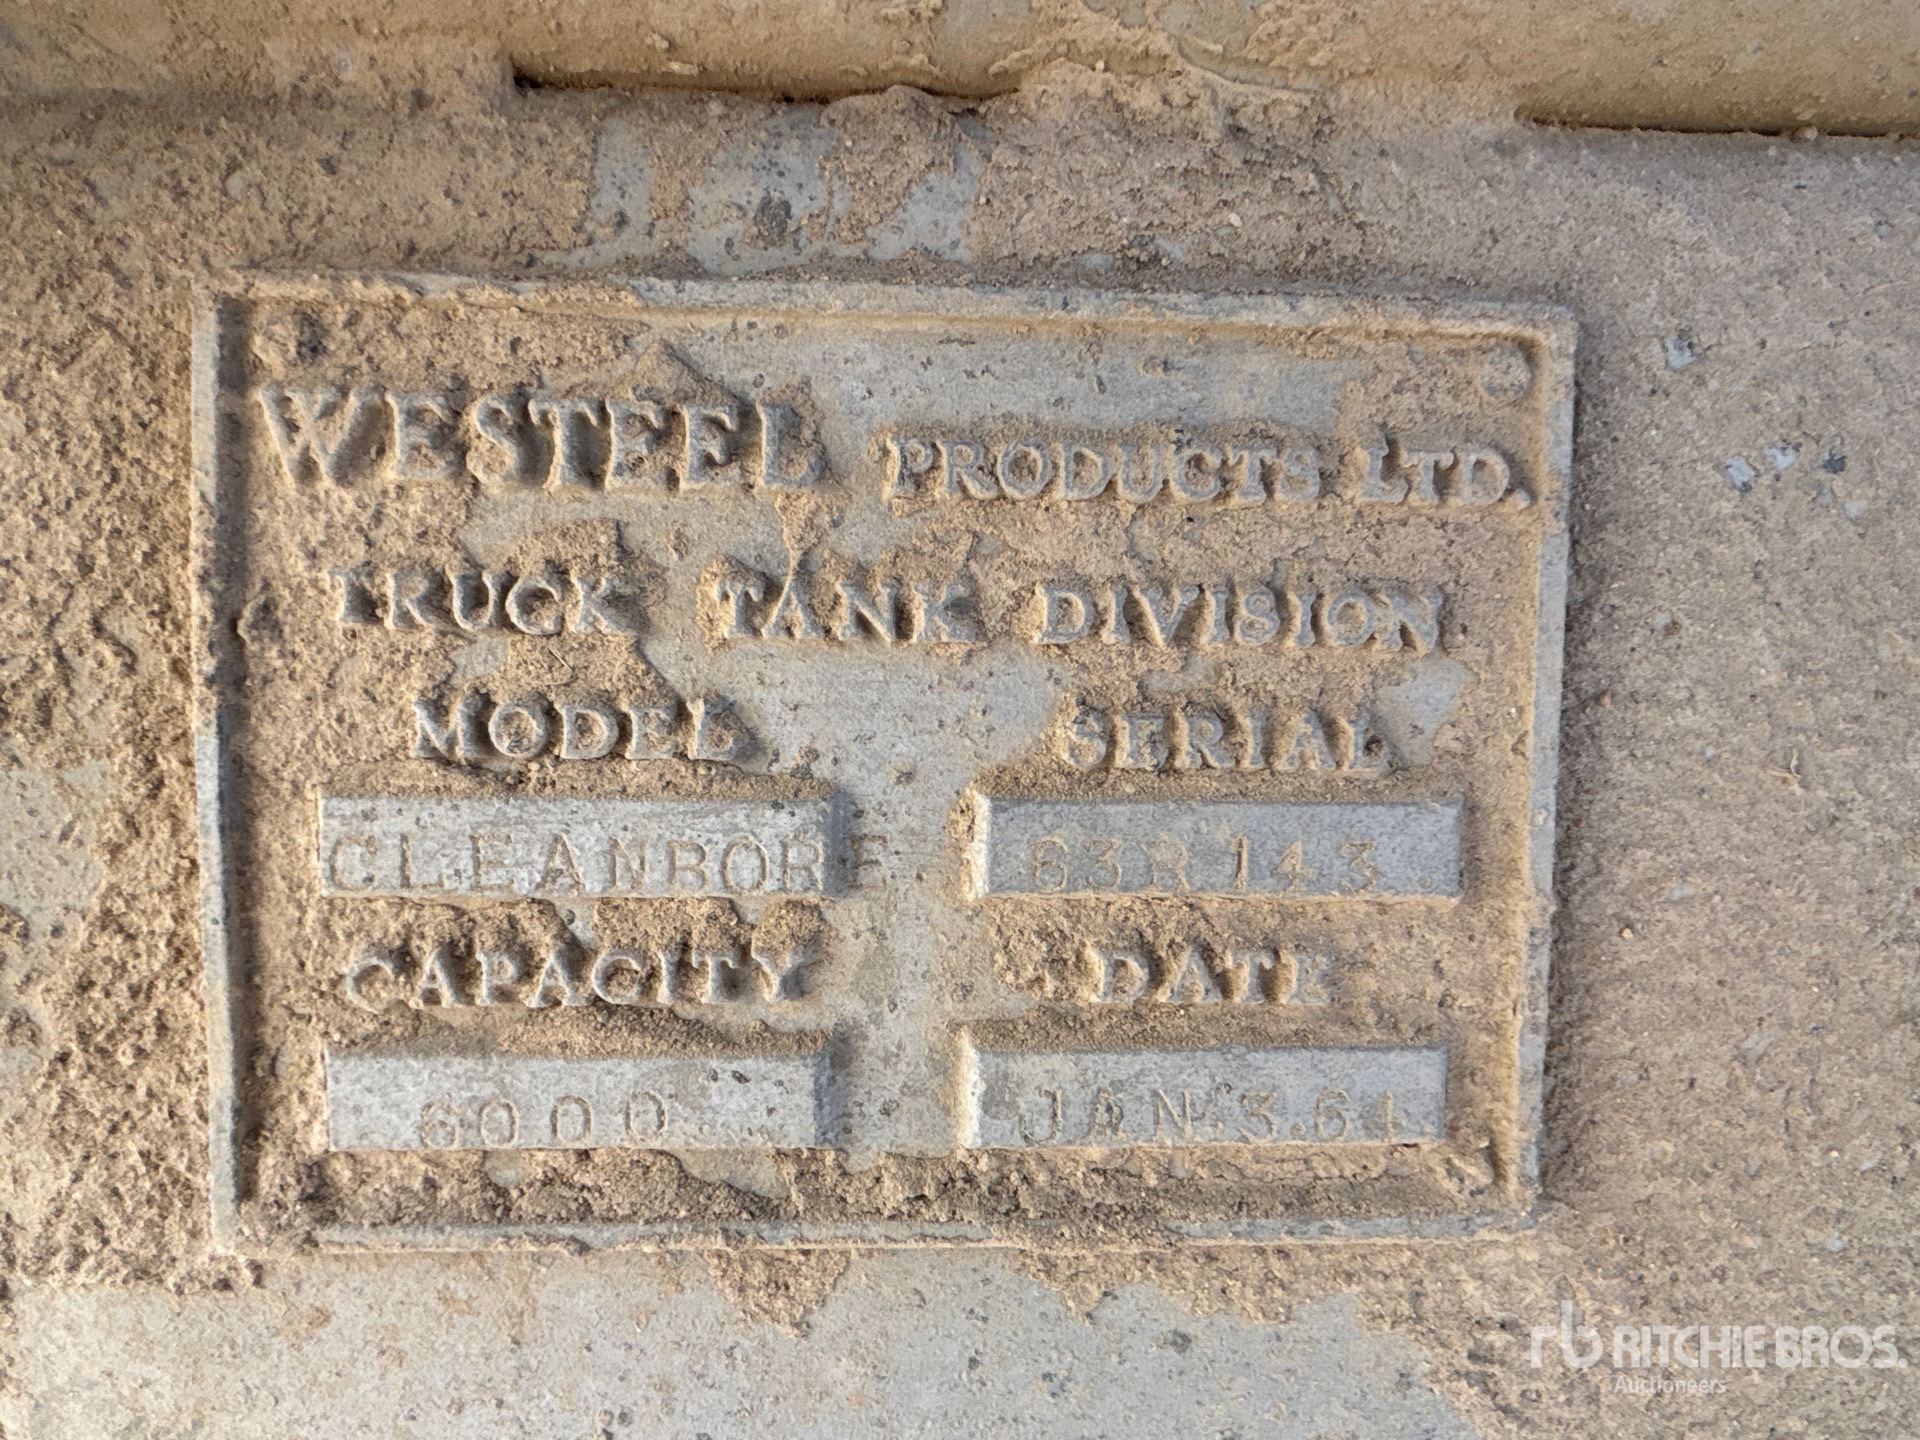 WESTEEL PRODUCTS LTD.
TRUCK TANK DIVISION
MODEL SERIAL
CLEANBORE 63R143
CAPACITY DATE
6000 JAN.3.64.
rb RITCHIE BROS.
Auctioneers